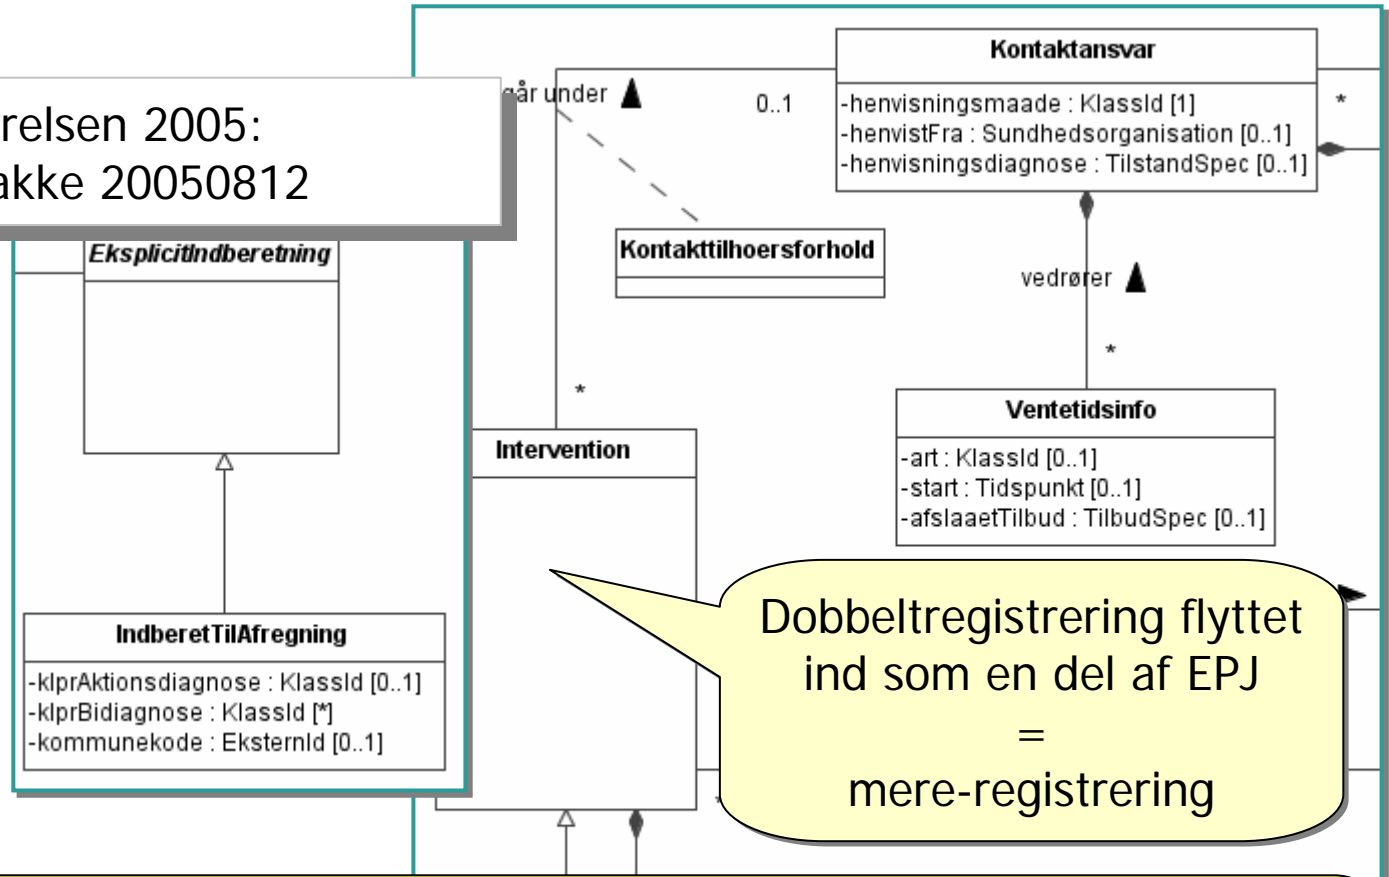 relsen 2005:
akke 20050812
går under
0..1
Kontaktansvar
-henvisningsmaade : KlassId [1]
-henvistFra : Sundhedsorganisation [0..1]
-henvisningsdiagnose : TilstandSpec [0..1]
*
Kontakttilhoersforhold
vedrører
*
EksplicitIndberetning
*
Intervention
Ventetidsinfo
-art : KlassId [0..1]
-start : Tidspunkt [0..1]
-afslaaetTilbud : TilbudSpec [0..1]
IndberetTilAfregning
-klprAktionsdiagnose : KlassId [0..1]
-klprBidiagnose : KlassId [*]
-kommunekode : EksternId [0..1]
Dobbeltregistrering flyttet
ind som en del af EPJ
=
mere-registrering
*